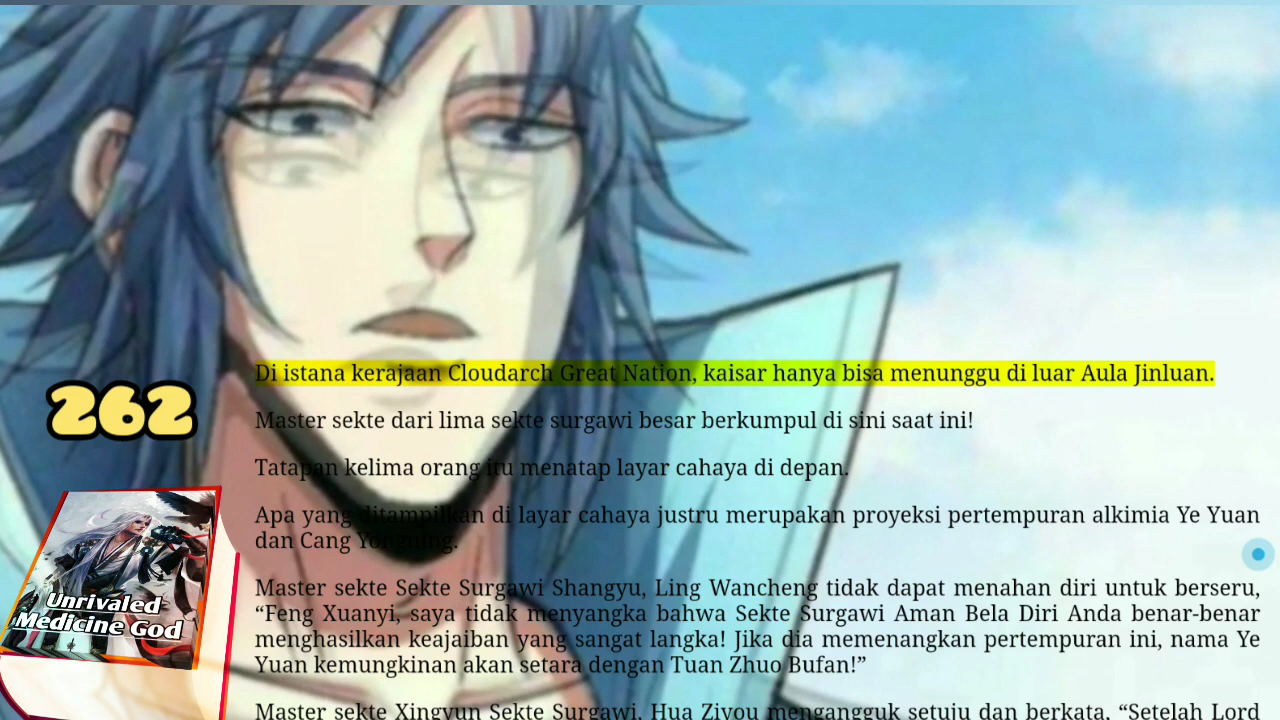 Di istana kerajaan Cloudarch Great Nation, kaisar hanya bisa menunggu di luar Aula Jinluan.
Master sekte dari lima sekte surgawi besar berkumpul di sini saat ini!
Tatapan kelima orang itu menatap layar cahaya di depan.
Apa yang ditampilkan di layar cahaya justru merupakan proyeksi pertempuran alkimia Ye Yuan
dan Cang Yongning.
Master sekte Sekte Surgawi Shangyu, Ling Wancheng tidak dapat menahan diri untuk berseru,
“Feng Xuanyi, saya tidak menyangka bahwa Sekte Surgawi Aman Bela Diri Anda benar-benar
menghasilkan keajaiban yang sangat langka! Jika dia memenangkan pertempuran ini, nama Ye
Yuan kemungkinan akan setara dengan Tuan Zhuo Bufan!”
Master sekte Xingyun Sekte Surgawi, Hua Ziyou mengangguk setuju dan berkata, “Setelah Lord
262
Unrivaled
Medicine God